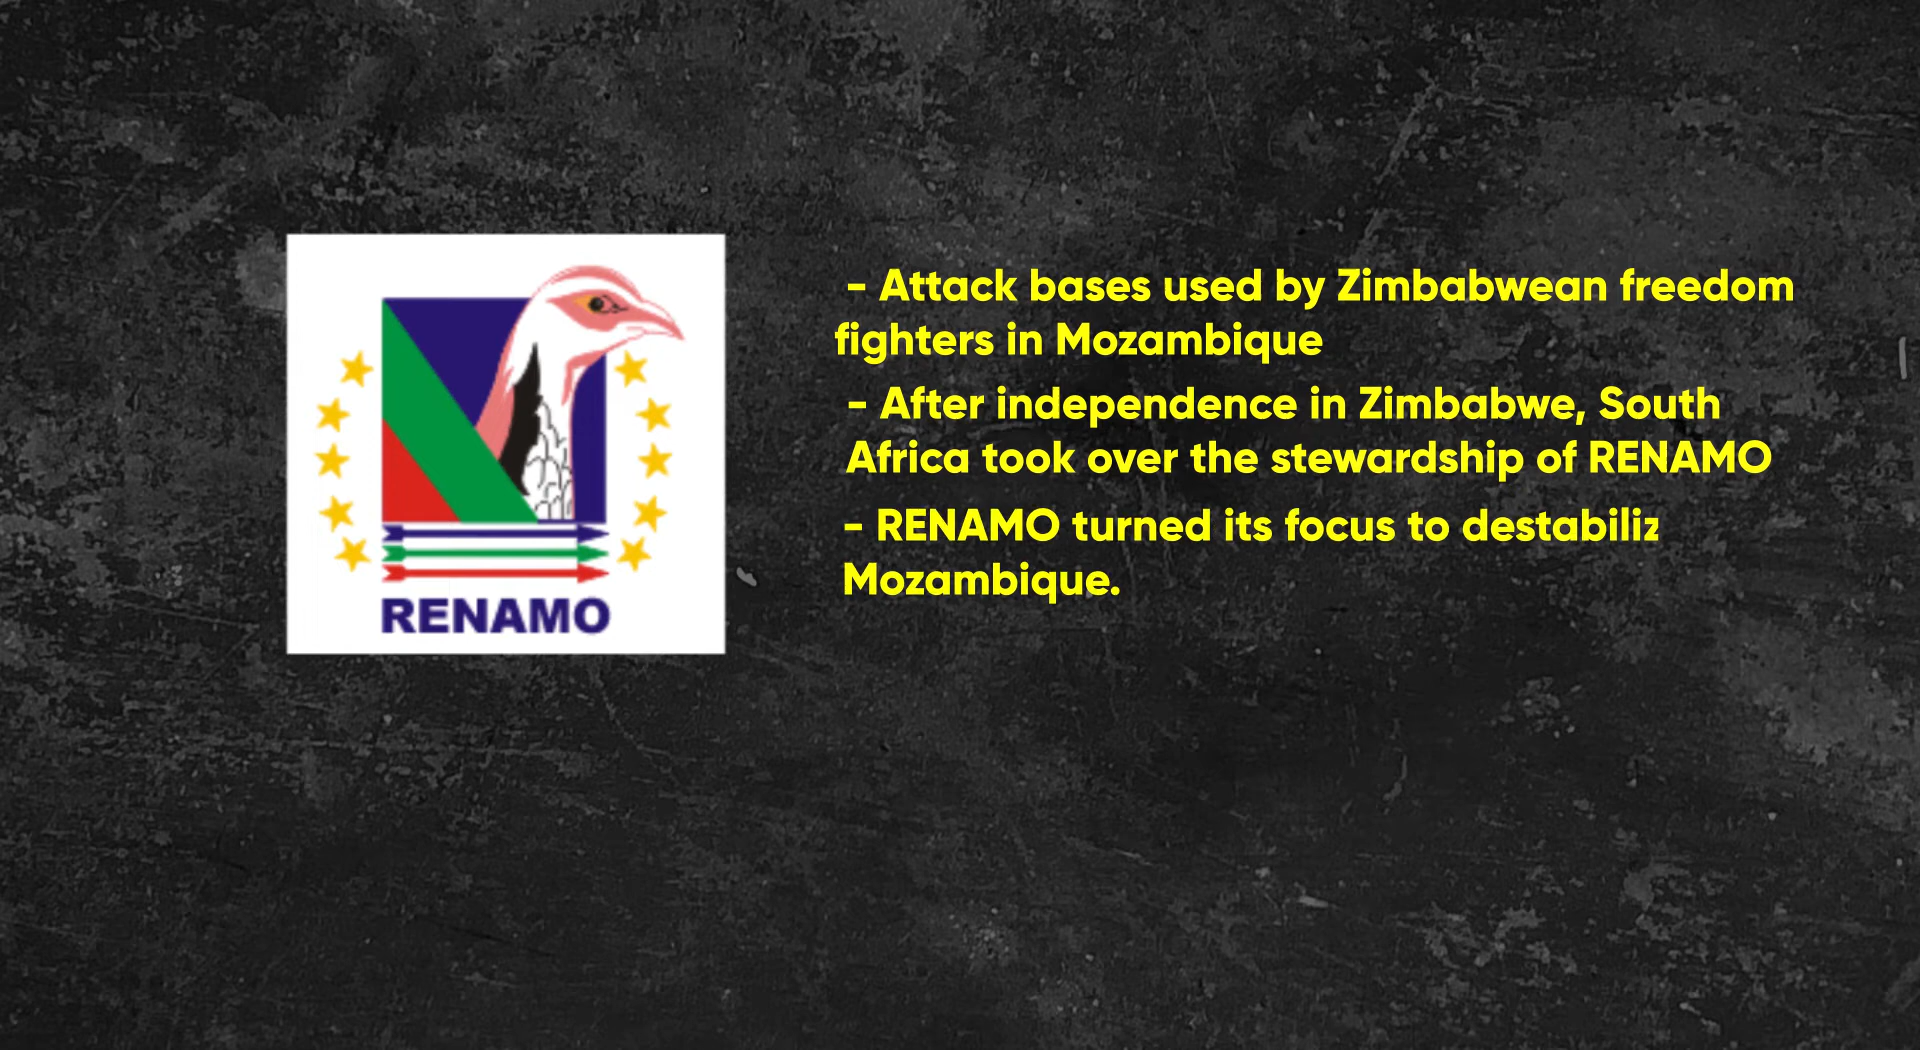 RENAMO
- Attack bases used by Zimbabwean freedom
fighters in Mozambique
- After independence in Zimbabwe, South
Africa took over the stewardship of RENAMO
- RENAMO turned its focus to destabiliz
Mozambique.